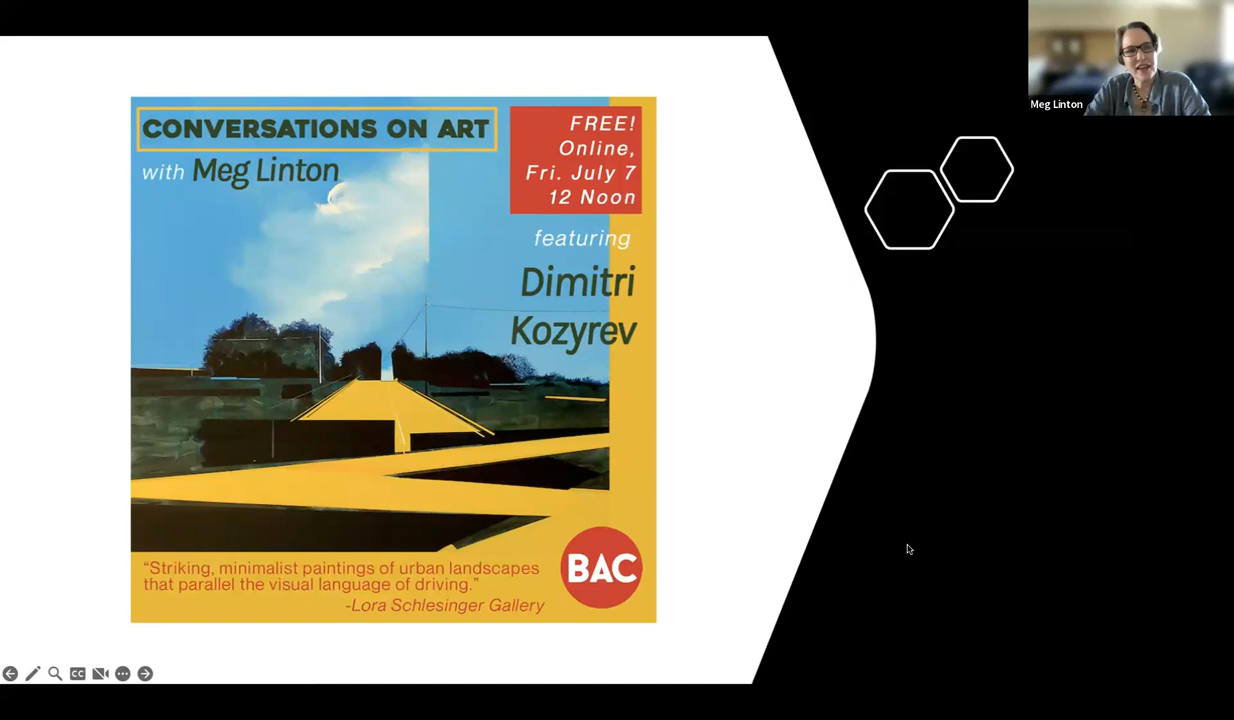 CONVERSATIONS ON ART
with Meg Linton
FREE!
Online,
Fri. July 7
12 Noon
featuring
Dimitri
Kozyrev
“Striking, minimalist paintings of urban landscapes
that parallel the visual language of driving.”
-Lora Schlesinger Gallery
BAC
Meg Linton
CC